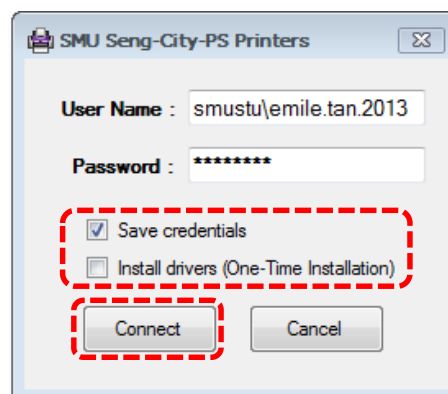 SMU Seng-City-PS Printers
User Name : smustu\emile.tan.2013
Password : ********
Save credentials
Install drivers (One-Time Installation)
Connect Cancel